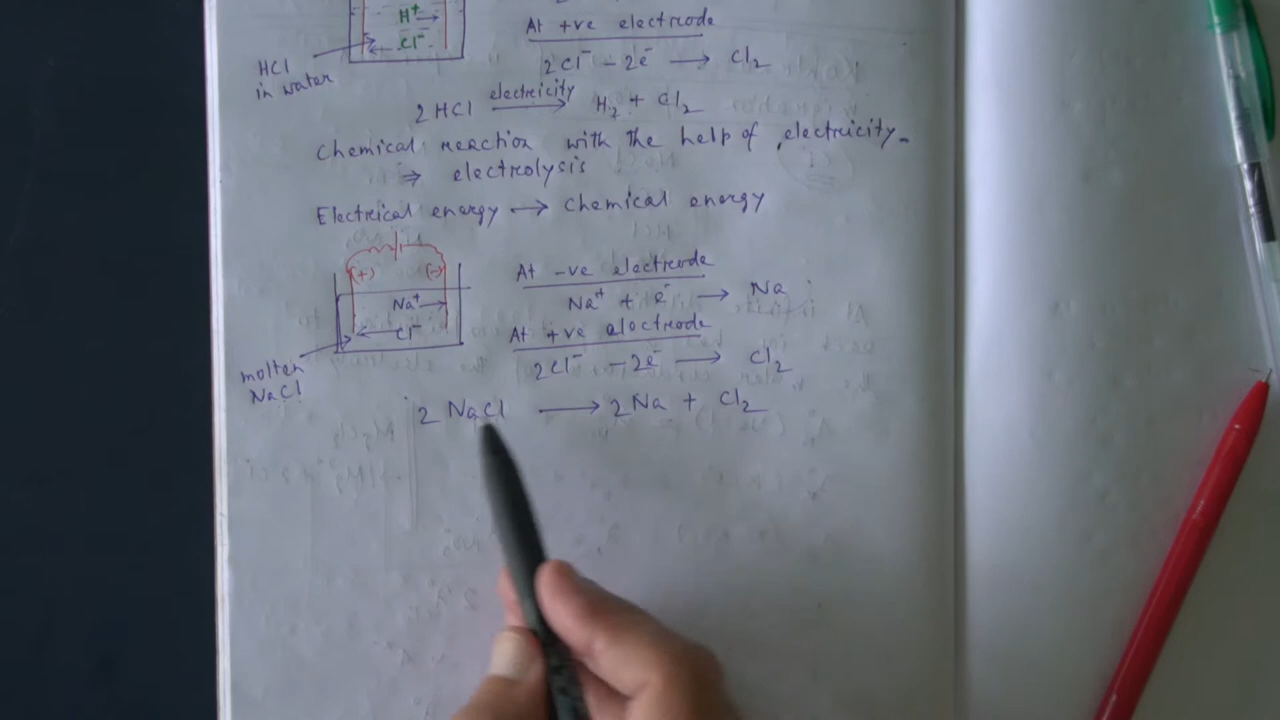 At +ve electrode
H⁺ →
Cl⁻
2Cl⁻ - 2e⁻ → Cl₂
HCl
in water
2HCl electricity → H₂ + Cl₂
Chemical reaction with the help of electricity.
⇒ electrolysis
Electrical energy → chemical energy
(+) (-)
At -ve electrode
Na⁺ + e⁻ → Na
Na⁺ →
At +ve electrode
← Cl⁻
2Cl⁻ - 2e⁻ → Cl₂
molten
NaCl
2 NaCl → 2Na + Cl₂